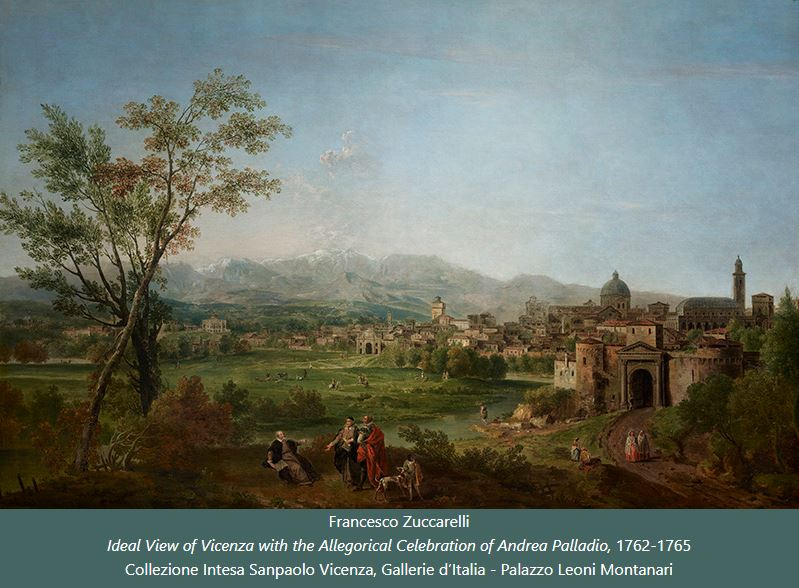 Francesco Zuccarelli
Ideal View of Vicenza with the Allegorical Celebration of Andrea Palladio, 1762-1765
Collezione Intesa Sanpaolo Vicenza, Gallerie d’Italia - Palazzo Leoni Montanari